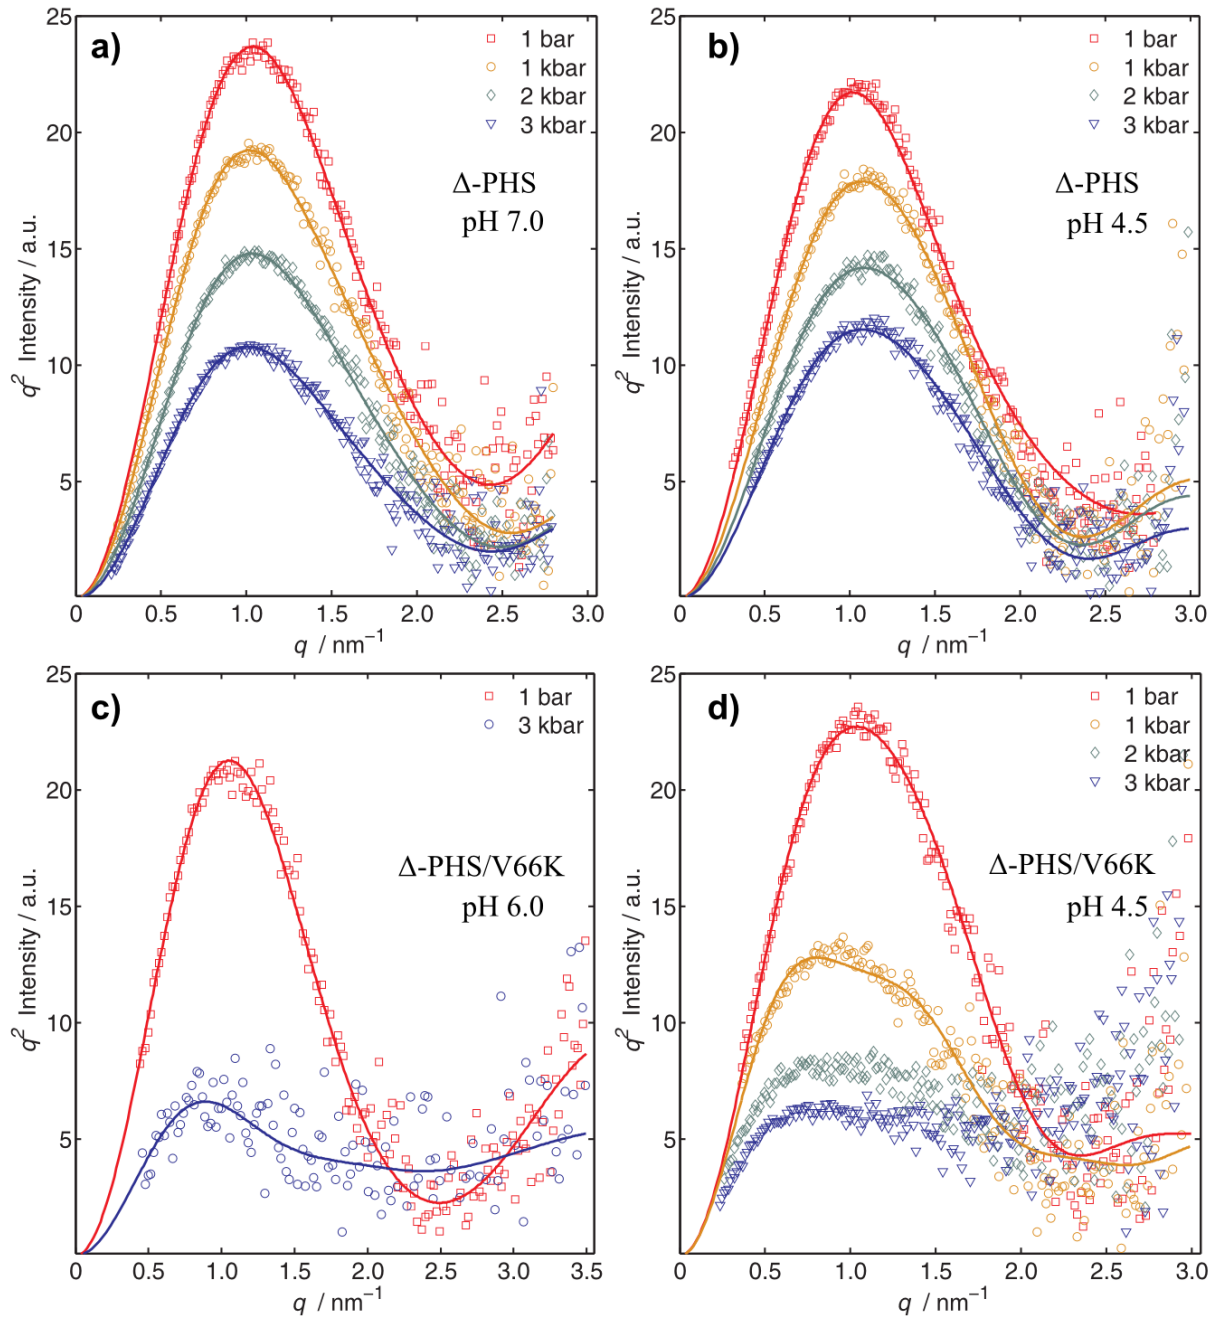 a)
25
20
15
10
5
q² Intensity / a.u.
1 bar
1 kbar
2 kbar
3 kbar
Δ-PHS
pH 7.0
0 0.5 1.0 1.5 2.0 2.5 3.0
q / nm⁻¹
b)
25
20
15
10
5
q² Intensity / a.u.
1 bar
1 kbar
2 kbar
3 kbar
Δ-PHS
pH 4.5
0 0.5 1.0 1.5 2.0 2.5 3.0
q / nm⁻¹
c)
25
20
15
10
5
q² Intensity / a.u.
1 bar
3 kbar
Δ-PHS/V66K
pH 6.0
0 0.5 1.0 1.5 2.0 2.5 3.0 3.5
q / nm⁻¹
d)
25
20
15
10
5
q² Intensity / a.u.
1 bar
1 kbar
2 kbar
3 kbar
Δ-PHS/V66K
pH 4.5
0 0.5 1.0 1.5 2.0 2.5 3.0
q / nm⁻¹